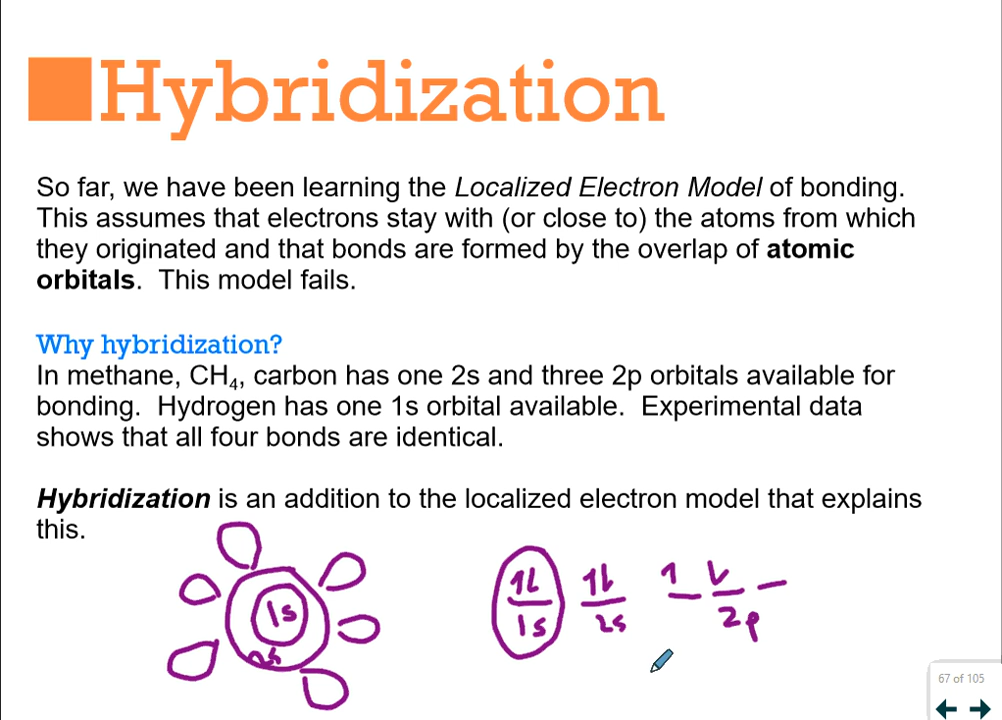 Hybridization
So far, we have been learning the Localized Electron Model of bonding.
This assumes that electrons stay with (or close to) the atoms from which
they originated and that bonds are formed by the overlap of atomic
orbitals.  This model fails.
Why hybridization?
In methane, CH₄, carbon has one 2s and three 2p orbitals available for
bonding.  Hydrogen has one 1s orbital available.  Experimental data
shows that all four bonds are identical.
Hybridization is an addition to the localized electron model that explains
this.
1s
2s
1s 2s 2p
67 of 105